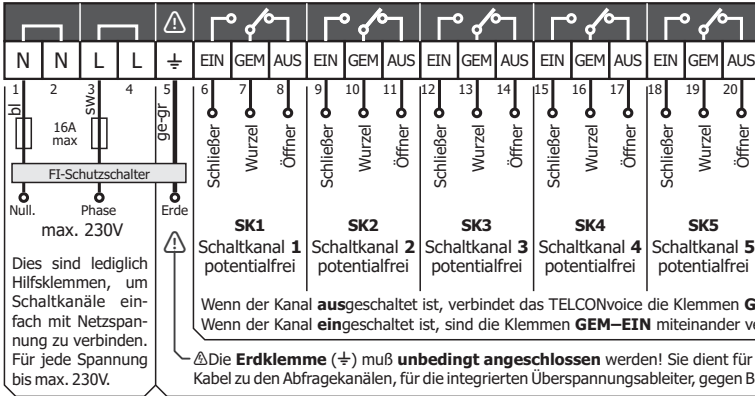 N N L L ⏚ EIN GEM AUS EIN GEM AUS EIN GEM AUS EIN GEM AUS EIN GEM AUS
1 2 3 4 5 6 7 8 9 10 11 12 13 14 15 16 17 18 19 20
bl sw ge-gr
16A
max
Schließer Wurzel Öffner Schließer Wurzel Öffner Schließer Wurzel Öffner Schließer Wurzel Öffner Schließer Wurzel Öffner
FI-Schutzschalter
Null. Phase Erde
max. 230V
SK1 SK2 SK3 SK4 SK5
Schaltkanal 1 Schaltkanal 2 Schaltkanal 3 Schaltkanal 4 Schaltkanal 5
potentialfrei potentialfrei potentialfrei potentialfrei potentialfrei
Dies sind lediglich
Hilfsklemmen, um
Schaltkanäle ein-
fach mit Netzspan-
nung zu verbinden.
Für jede Spannung
bis max. 230V.
Wenn der Kanal ausgeschaltet ist, verbindet das TELCONvoice die Klemmen G
Wenn der Kanal eingeschaltet ist, sind die Klemmen GEM–EIN miteinander v
⚠Die Erdklemme (⏚) muß unbedingt angeschlossen werden! Sie dient für
Kabel zu den Abfragekanälen, für die integrierten Überspannungsableiter, gegen B